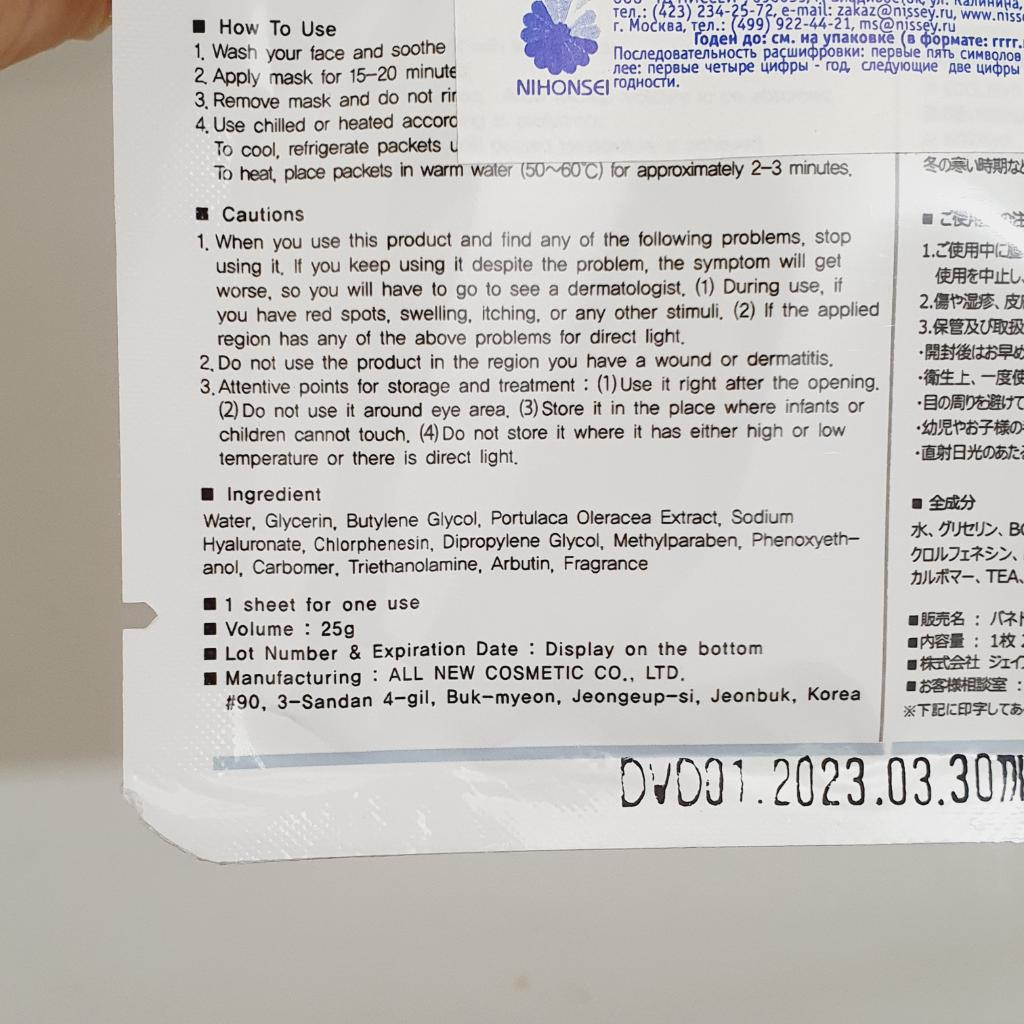 ■ How To Use
1. Wash your face and soothe
2. Apply mask for 15-20 minute
3. Remove mask and do not rin
4. Use chilled or heated accord
To cool, refrigerate packets
To heat, place packets in warm water (50~60℃) for approximately 2-3 minutes.
■ Cautions
1. When you use this product and find any of the following problems, stop
using it. If you keep using it despite the problem, the symptom will get
worse, so you will have to go to see a dermatologist. (1) During use, if
you have red spots, swelling, itching, or any other stimuli. (2) If the applied
region has any of the above problems for direct light.
2. Do not use the product in the region you have a wound or dermatitis.
3. Attentive points for storage and treatment : (1) Use it right after the opening.
(2) Do not use it around eye area. (3) Store it in the place where infants or
children cannot touch. (4) Do not store it where it has either high or low
temperature or there is direct light.
■ Ingredient
Water, Glycerin, Butylene Glycol, Portulaca Oleracea Extract, Sodium
Hyaluronate, Chlorphenesin, Dipropylene Glycol, Methylparaben, Phenoxyeth-
anol, Carbomer, Triethanolamine, Arbutin, Fragrance
■ 1 sheet for one use
■ Volume : 25g
■ Lot Number & Expiration Date : Display on the bottom
■ Manufacturing : ALL NEW COSMETIC CO., LTD.
#90, 3-Sandan 4-gil, Buk-myeon, Jeongeup-si, Jeonbuk, Korea
NIHONSEI
тел.: (423) 234-25-72, e-mail: zakaz@nissey.ru, www.niss
г. Москва, тел.: (499) 922-44-21, ms@nissey.ru
Годен до: см. на упаковке (в формате: гггг.
Последовательность расшифровки: первые пять символов
лее: первые четыре цифры - год, следующие две цифры
годности.
冬の寒い時期な
■ ご使用 の注
1.ご使用中に
使用を中止し、
2.傷や湿疹、皮
3.保管及び取扱
・開封後はお早め
・衛生上、一度使
・目の周りを避けて
・幼児やお子様の
・直射日光のあたる
■ 全成分
水、グリセリン、BG
クロルフェネシン、
カルボマー、TEA、
■販売名 : パネト
■内容量 : 1枚
■株式会社 ジェイ
■お客様相談室 :
※下記に印字してあ
DVD01.2023.03.30